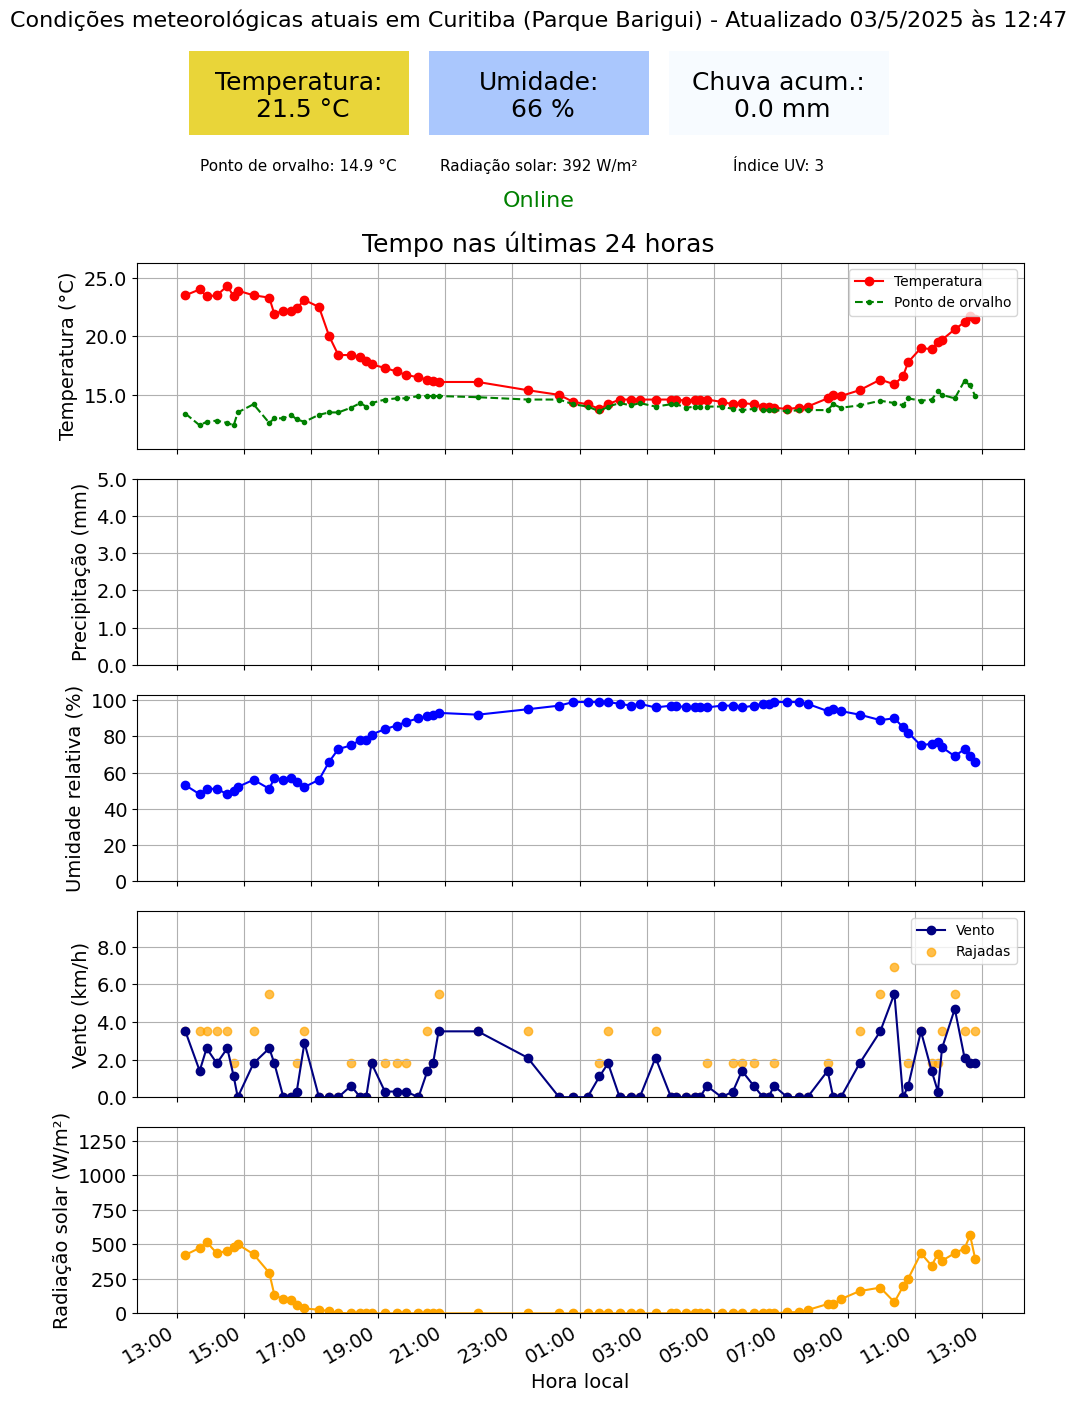 Condições meteorológicas atuais em Curitiba (Parque Barigui) - Atualizado 03/5/2025 às 12:47
Temperatura:
21.5 °C
Umidade:
66 %
Chuva acum.:
0.0 mm
Ponto de orvalho: 14.9 °C
Radiação solar: 392 W/m²
Índice UV: 3
Online
Tempo nas últimas 24 horas
Temperatura (°C)
25.0
20.0
15.0
Temperatura
Ponto de orvalho
Precipitação (mm)
5.0
4.0
3.0
2.0
1.0
0.0
Umidade relativa (%)
100
80
60
40
20
0
Vento (km/h)
8.0
6.0
4.0
2.0
0.0
Vento
Rajadas
Radiação solar (W/m²)
1250
1000
750
500
250
0
13:00
15:00
17:00
19:00
21:00
23:00
01:00
03:00
05:00
07:00
09:00
11:00
13:00
Hora local